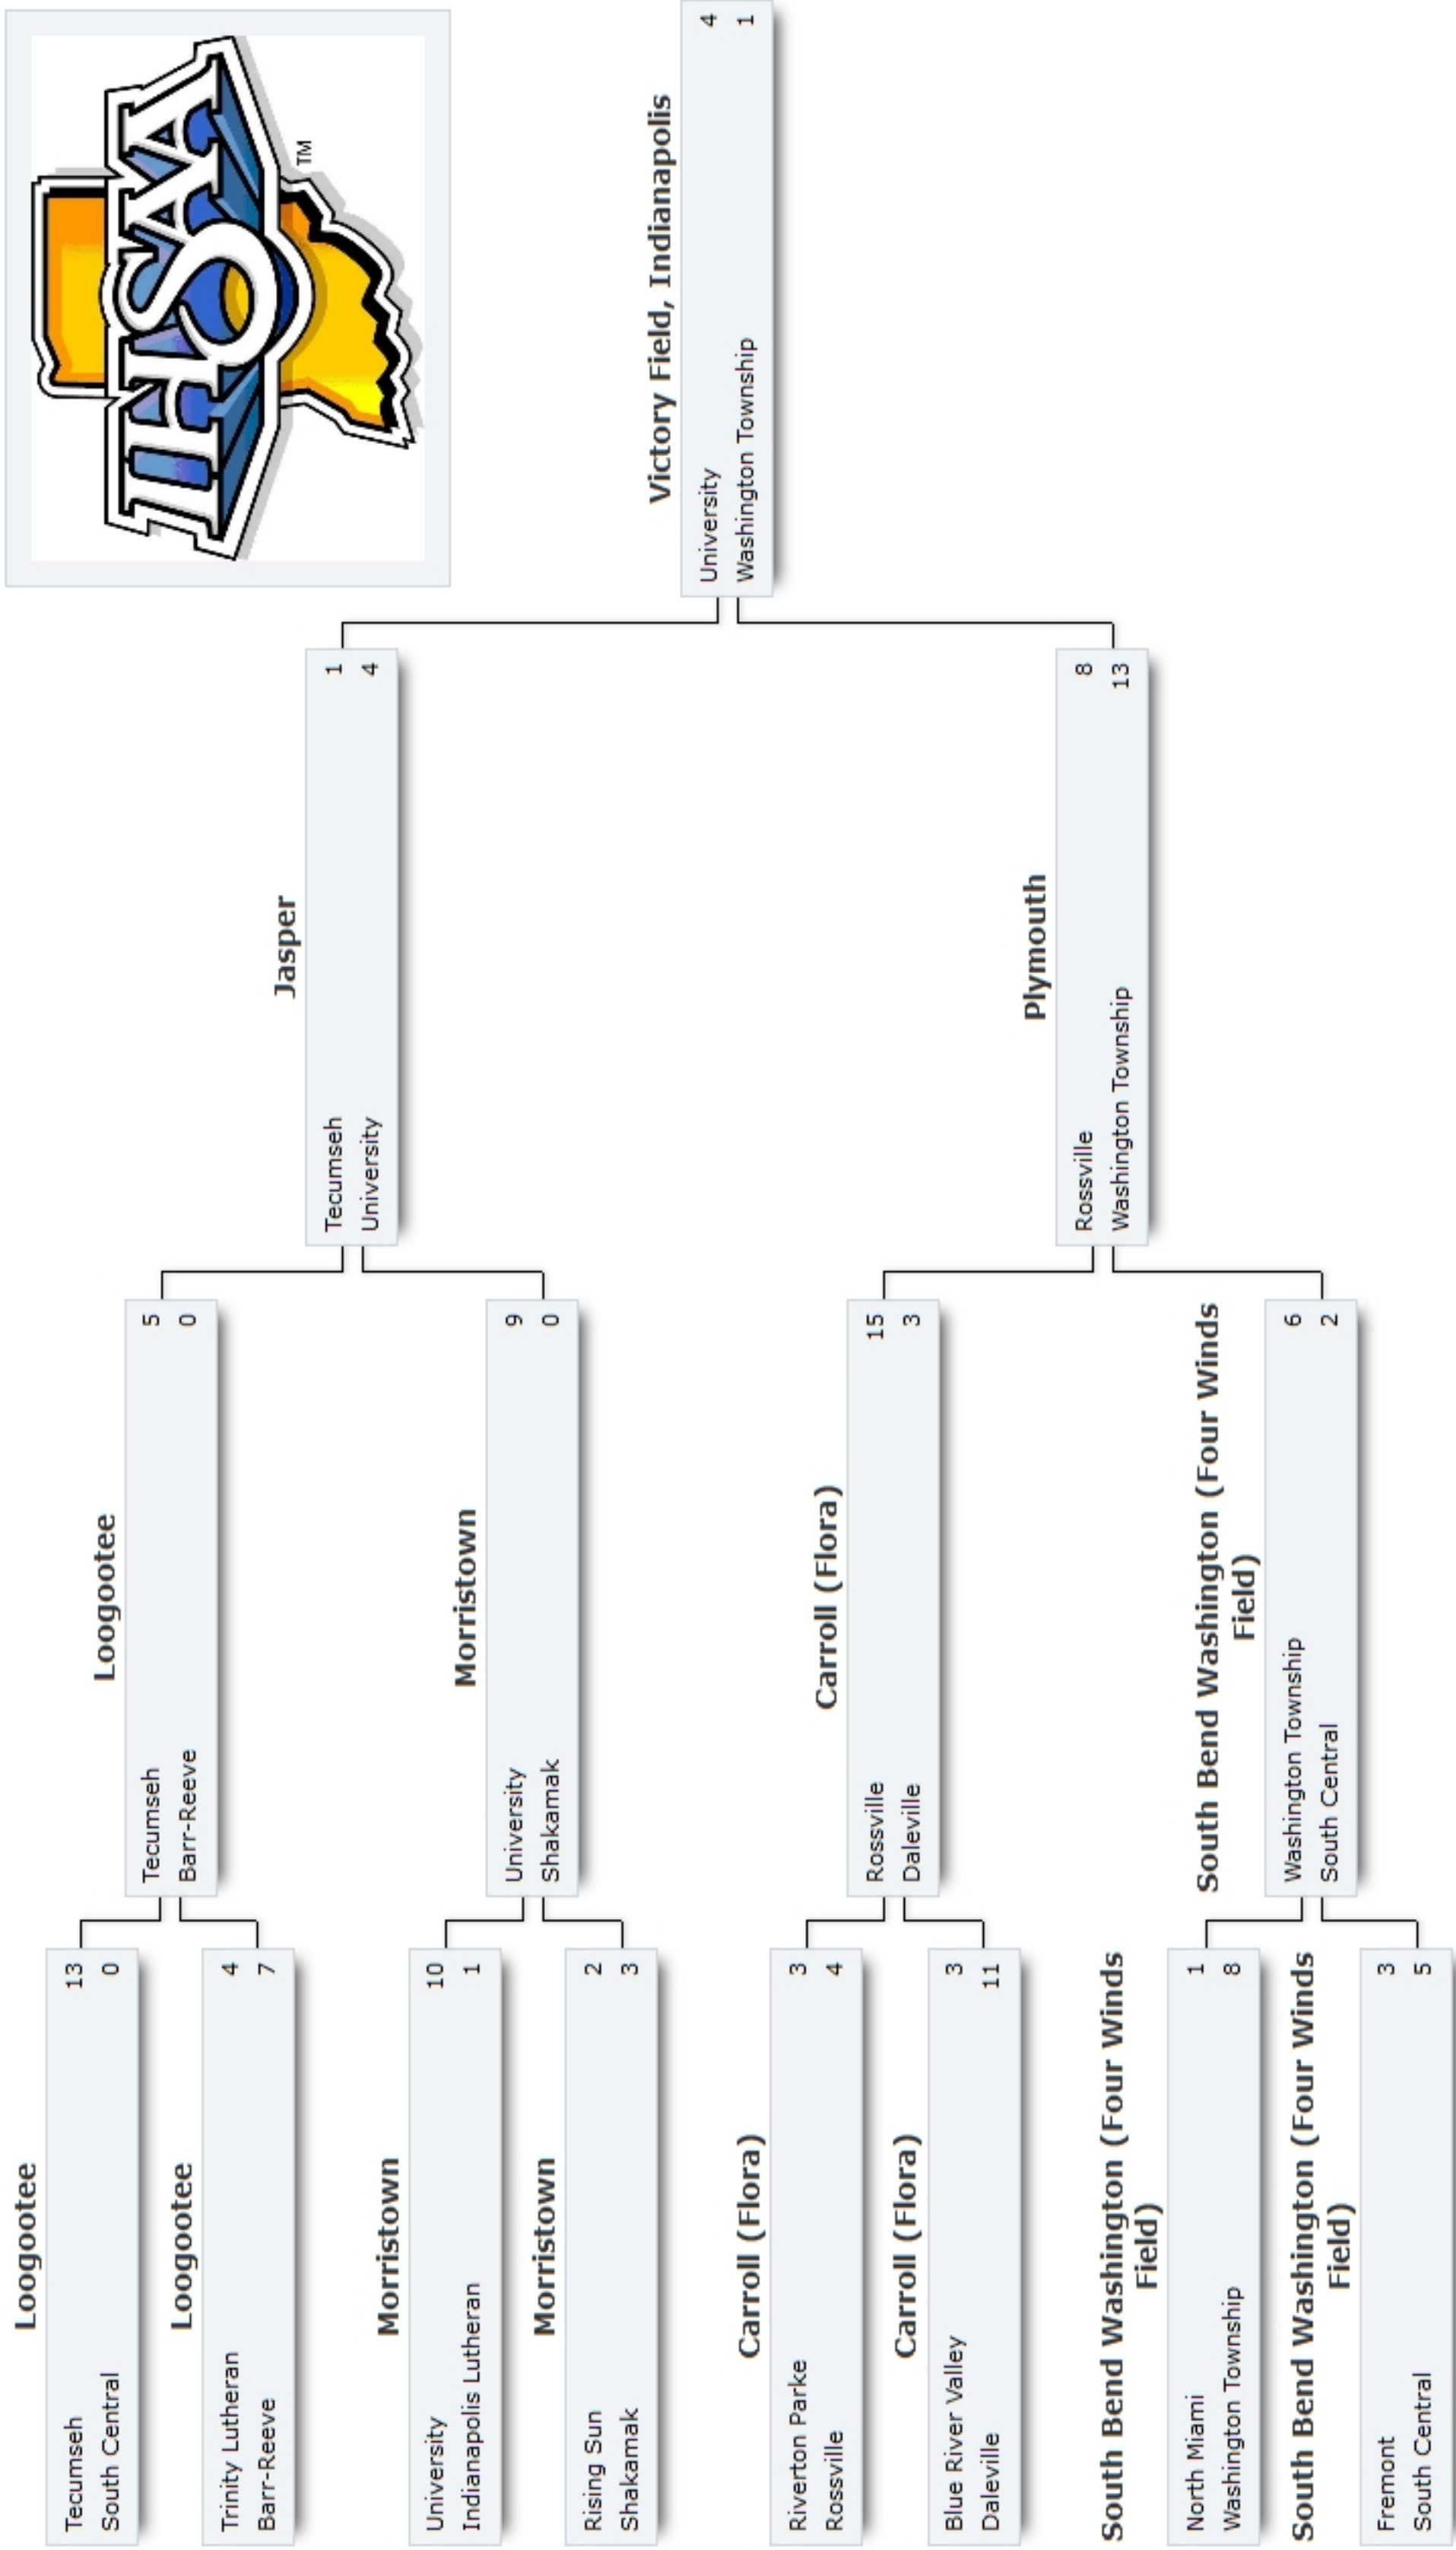 Loogootee
Tecumseh 13
South Central 0
Loogootee
Trinity Lutheran 4
Barr-Reeve 7
Morristown
University 10
Indianapolis Lutheran 1
Morristown
Rising Sun 2
Shakamak 3
Carroll (Flora)
Riverton Parke 3
Rossville 4
Carroll (Flora)
Blue River Valley 3
Daleville 11
South Bend Washington (Four Winds
Field)
North Miami 1
Washington Township 8
South Bend Washington (Four Winds
Field)
Fremont 3
South Central 5
Loogootee
Tecumseh 5
Barr-Reeve 0
Morristown
University 9
Shakamak 0
Carroll (Flora)
Rossville 15
Daleville 3
South Bend Washington (Four Winds
Field)
Washington Township 6
South Central 2
Jasper
Tecumseh 1
University 4
Plymouth
Rossville 8
Washington Township 13
IHSAA
TM
Victory Field, Indianapolis
University 4
Washington Township 1